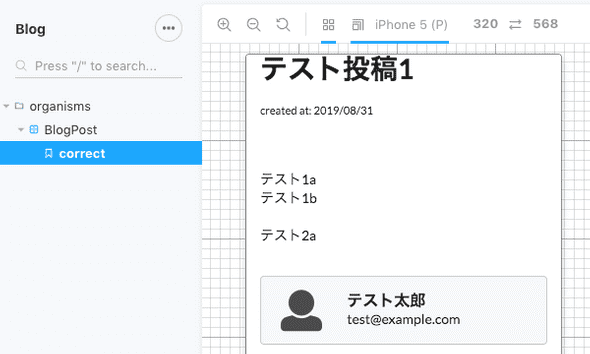 Blog
Press "/" to search...
organisms
BlogPost
correct
iPhone 5 (P) 320 568
テスト投稿1
created at: 2019/08/31
テスト1a
テスト1b
テスト2a
テスト太郎
test@example.com